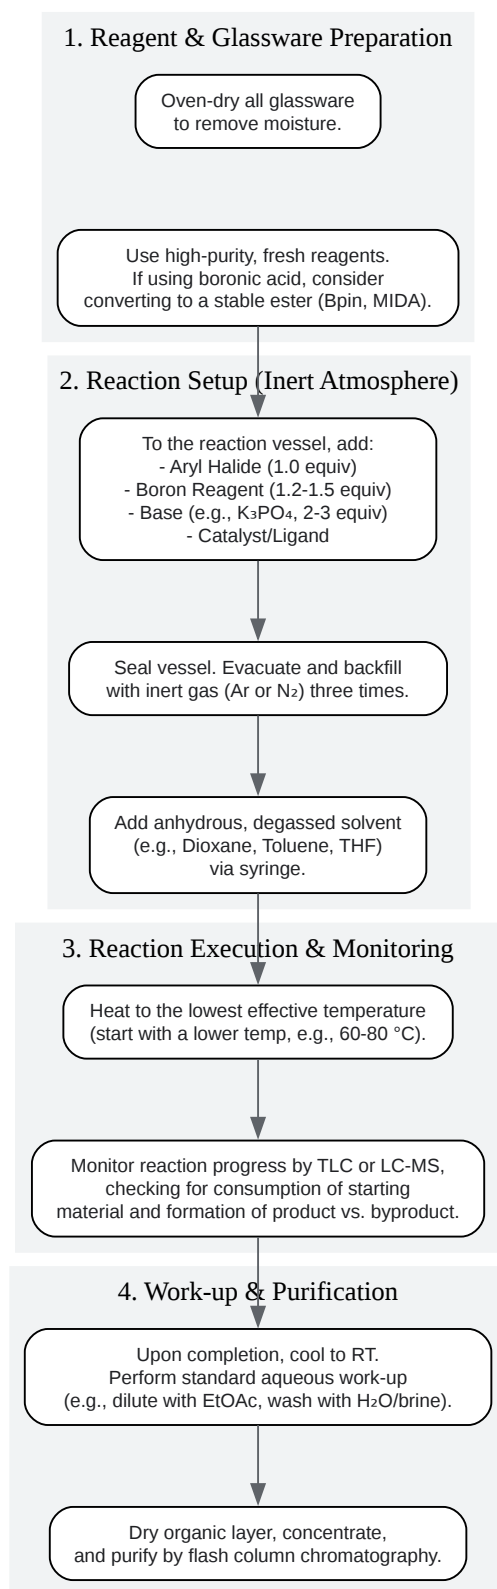 1. Reagent & Glassware Preparation
Oven-dry all glassware
to remove moisture.
Use high-purity, fresh reagents.
If using boronic acid, consider
converting to a stable ester (Bpin, MIDA).
2. Reaction Setup (Inert Atmosphere)
To the reaction vessel, add:
- Aryl Halide (1.0 equiv)
- Boron Reagent (1.2-1.5 equiv)
- Base (e.g., K₃PO₄, 2-3 equiv)
- Catalyst/Ligand
Seal vessel. Evacuate and backfill
with inert gas (Ar or N₂) three times.
Add anhydrous, degassed solvent
(e.g., Dioxane, Toluene, THF)
via syringe.
3. Reaction Execution & Monitoring
Heat to the lowest effective temperature
(start with a lower temp, e.g., 60-80 °C).
Monitor reaction progress by TLC or LC-MS,
checking for consumption of starting
material and formation of product vs. byproduct.
4. Work-up & Purification
Upon completion, cool to RT.
Perform standard aqueous work-up
(e.g., dilute with EtOAc, wash with H₂O/brine).
Dry organic layer, concentrate,
and purify by flash column chromatography.